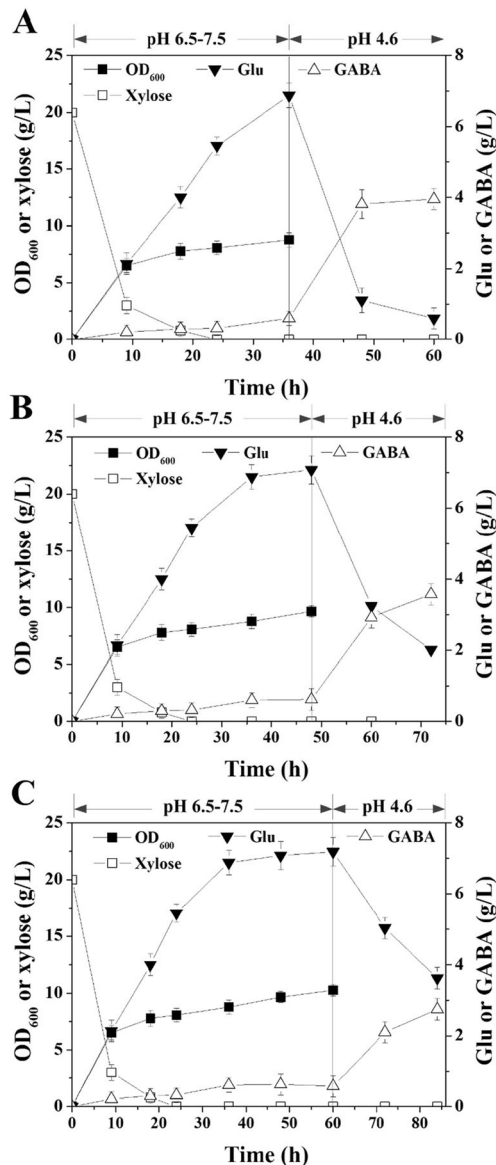 A
pH 6.5-7.5 pH 4.6
OD600 Glu GABA
Xylose
OD600 or xylose (g/L)
25
20
15
10
5
0
Glu or GABA (g/L)
8
6
4
2
0
0 10 20 30 40 50 60
Time (h)
B
pH 6.5-7.5 pH 4.6
OD600 Glu GABA
Xylose
OD600 or xylose (g/L)
25
20
15
10
5
0
Glu or GABA (g/L)
8
6
4
2
0
0 10 20 30 40 50 60 70
Time (h)
C
pH 6.5-7.5 pH 4.6
OD600 Glu GABA
Xylose
OD600 or xylose (g/L)
25
20
15
10
5
0
Glu or GABA (g/L)
8
6
4
2
0
0 10 20 30 40 50 60 70 80
Time (h)